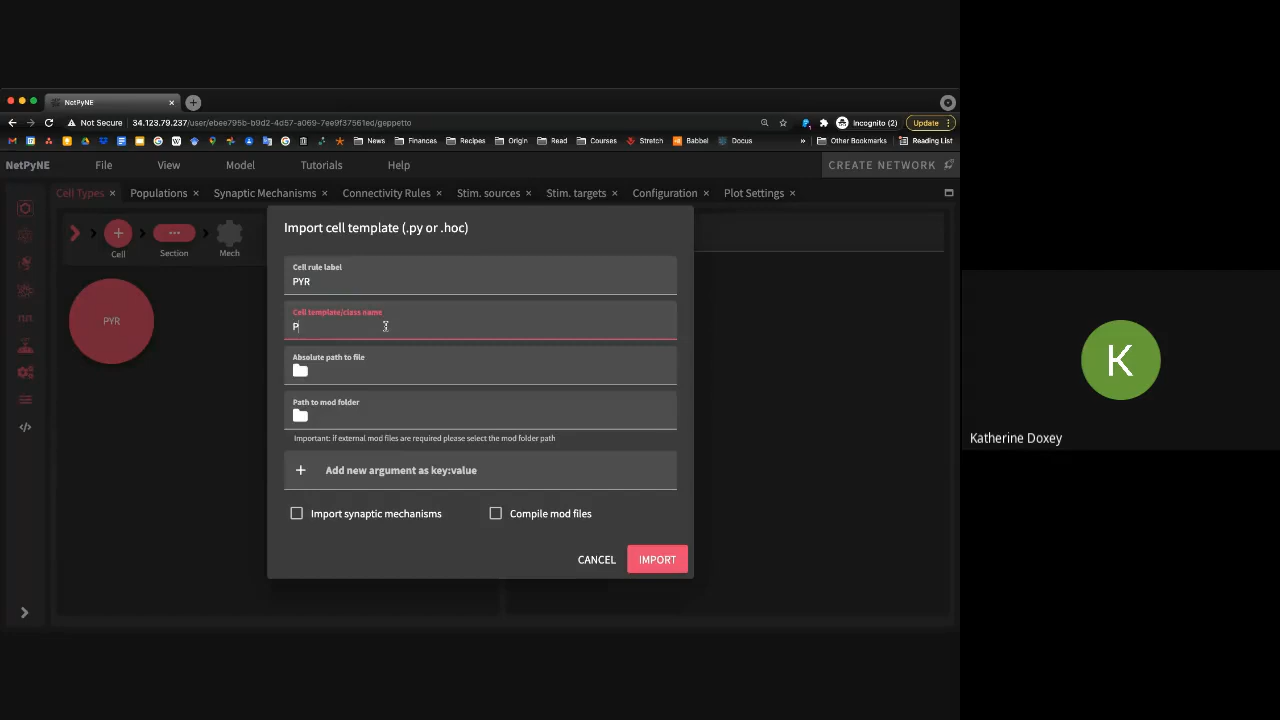 NetPyNE
Not Secure 34.123.79.237/user/ebee795b-b9d2-4d57-a069-7ee9f37561ed/geppetto Incognito (2) Update
News Finances Recipes Origin Read Courses Stretch Babbel Docus » Other Bookmarks Reading List
NetPyNE File View Model Tutorials Help CREATE NETWORK
Cell Types Populations Synaptic Mechanisms Connectivity Rules Stim. sources Stim. targets Configuration Plot Settings
Import cell template (.py or .hoc)
Cell Section Mech
PYR
Cell rule label
PYR
Cell template/class name
P
Absolute path to file
Path to mod folder
Important: if external mod files are required please select the mod folder path
Add new argument as key:value
Import synaptic mechanisms Compile mod files
CANCEL IMPORT
K
Katherine Doxey